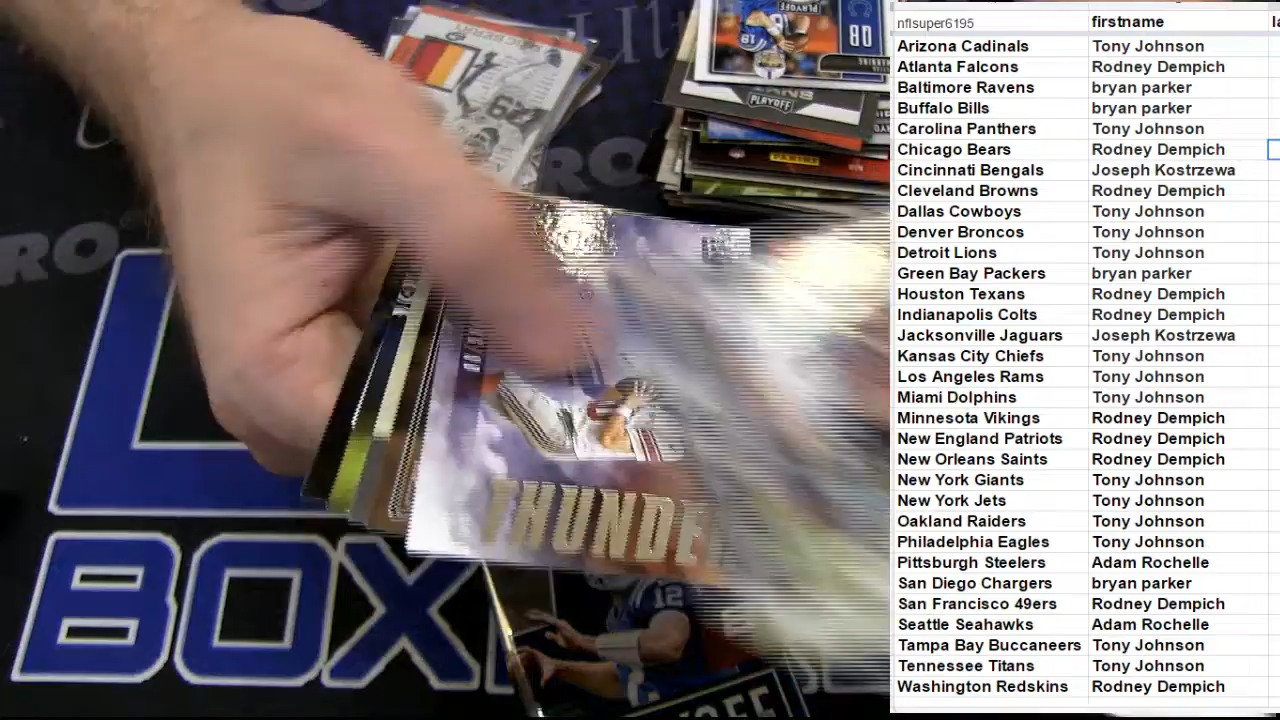 nflsuper6195 firstname
Arizona Cadinals Tony Johnson
Atlanta Falcons Rodney Dempich
Baltimore Ravens bryan parker
Buffalo Bills bryan parker
Carolina Panthers Tony Johnson
Chicago Bears Rodney Dempich
Cincinnati Bengals Joseph Kostrzewa
Cleveland Browns Rodney Dempich
Dallas Cowboys Tony Johnson
Denver Broncos Tony Johnson
Detroit Lions Tony Johnson
Green Bay Packers bryan parker
Houston Texans Rodney Dempich
Indianapolis Colts Rodney Dempich
Jacksonville Jaguars Joseph Kostrzewa
Kansas City Chiefs Tony Johnson
Los Angeles Rams Tony Johnson
Miami Dolphins Tony Johnson
Minnesota Vikings Rodney Dempich
New England Patriots Rodney Dempich
New Orleans Saints Rodney Dempich
New York Giants Tony Johnson
New York Jets Tony Johnson
Oakland Raiders Tony Johnson
Philadelphia Eagles Tony Johnson
Pittsburgh Steelers Adam Rochelle
San Diego Chargers bryan parker
San Francisco 49ers Rodney Dempich
Seattle Seahawks Adam Rochelle
Tampa Bay Buccaneers Tony Johnson
Tennessee Titans Tony Johnson
Washington Redskins Rodney Dempich
PLAYOFF
QB
18
PLAYOFF
PANINI
29
THUNDE
12
BOX